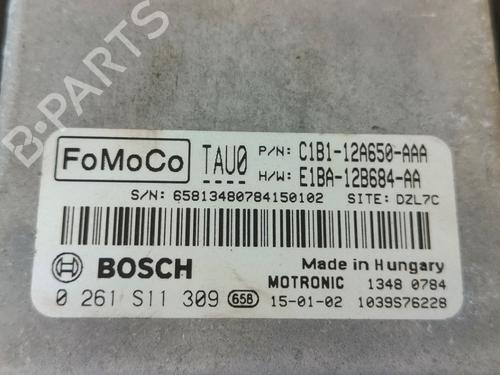 FoMoCo TAU0 P/N: C1B1-12A650-AAA
H/W: E1BA-12B684-AA
S/N: 65813480784150102 SITE: DZL7C
BOSCH Made in Hungary
MOTRONIC 1348 0784
0 261 S11 309 658 15-01-02 1039S76228
B-PARTS